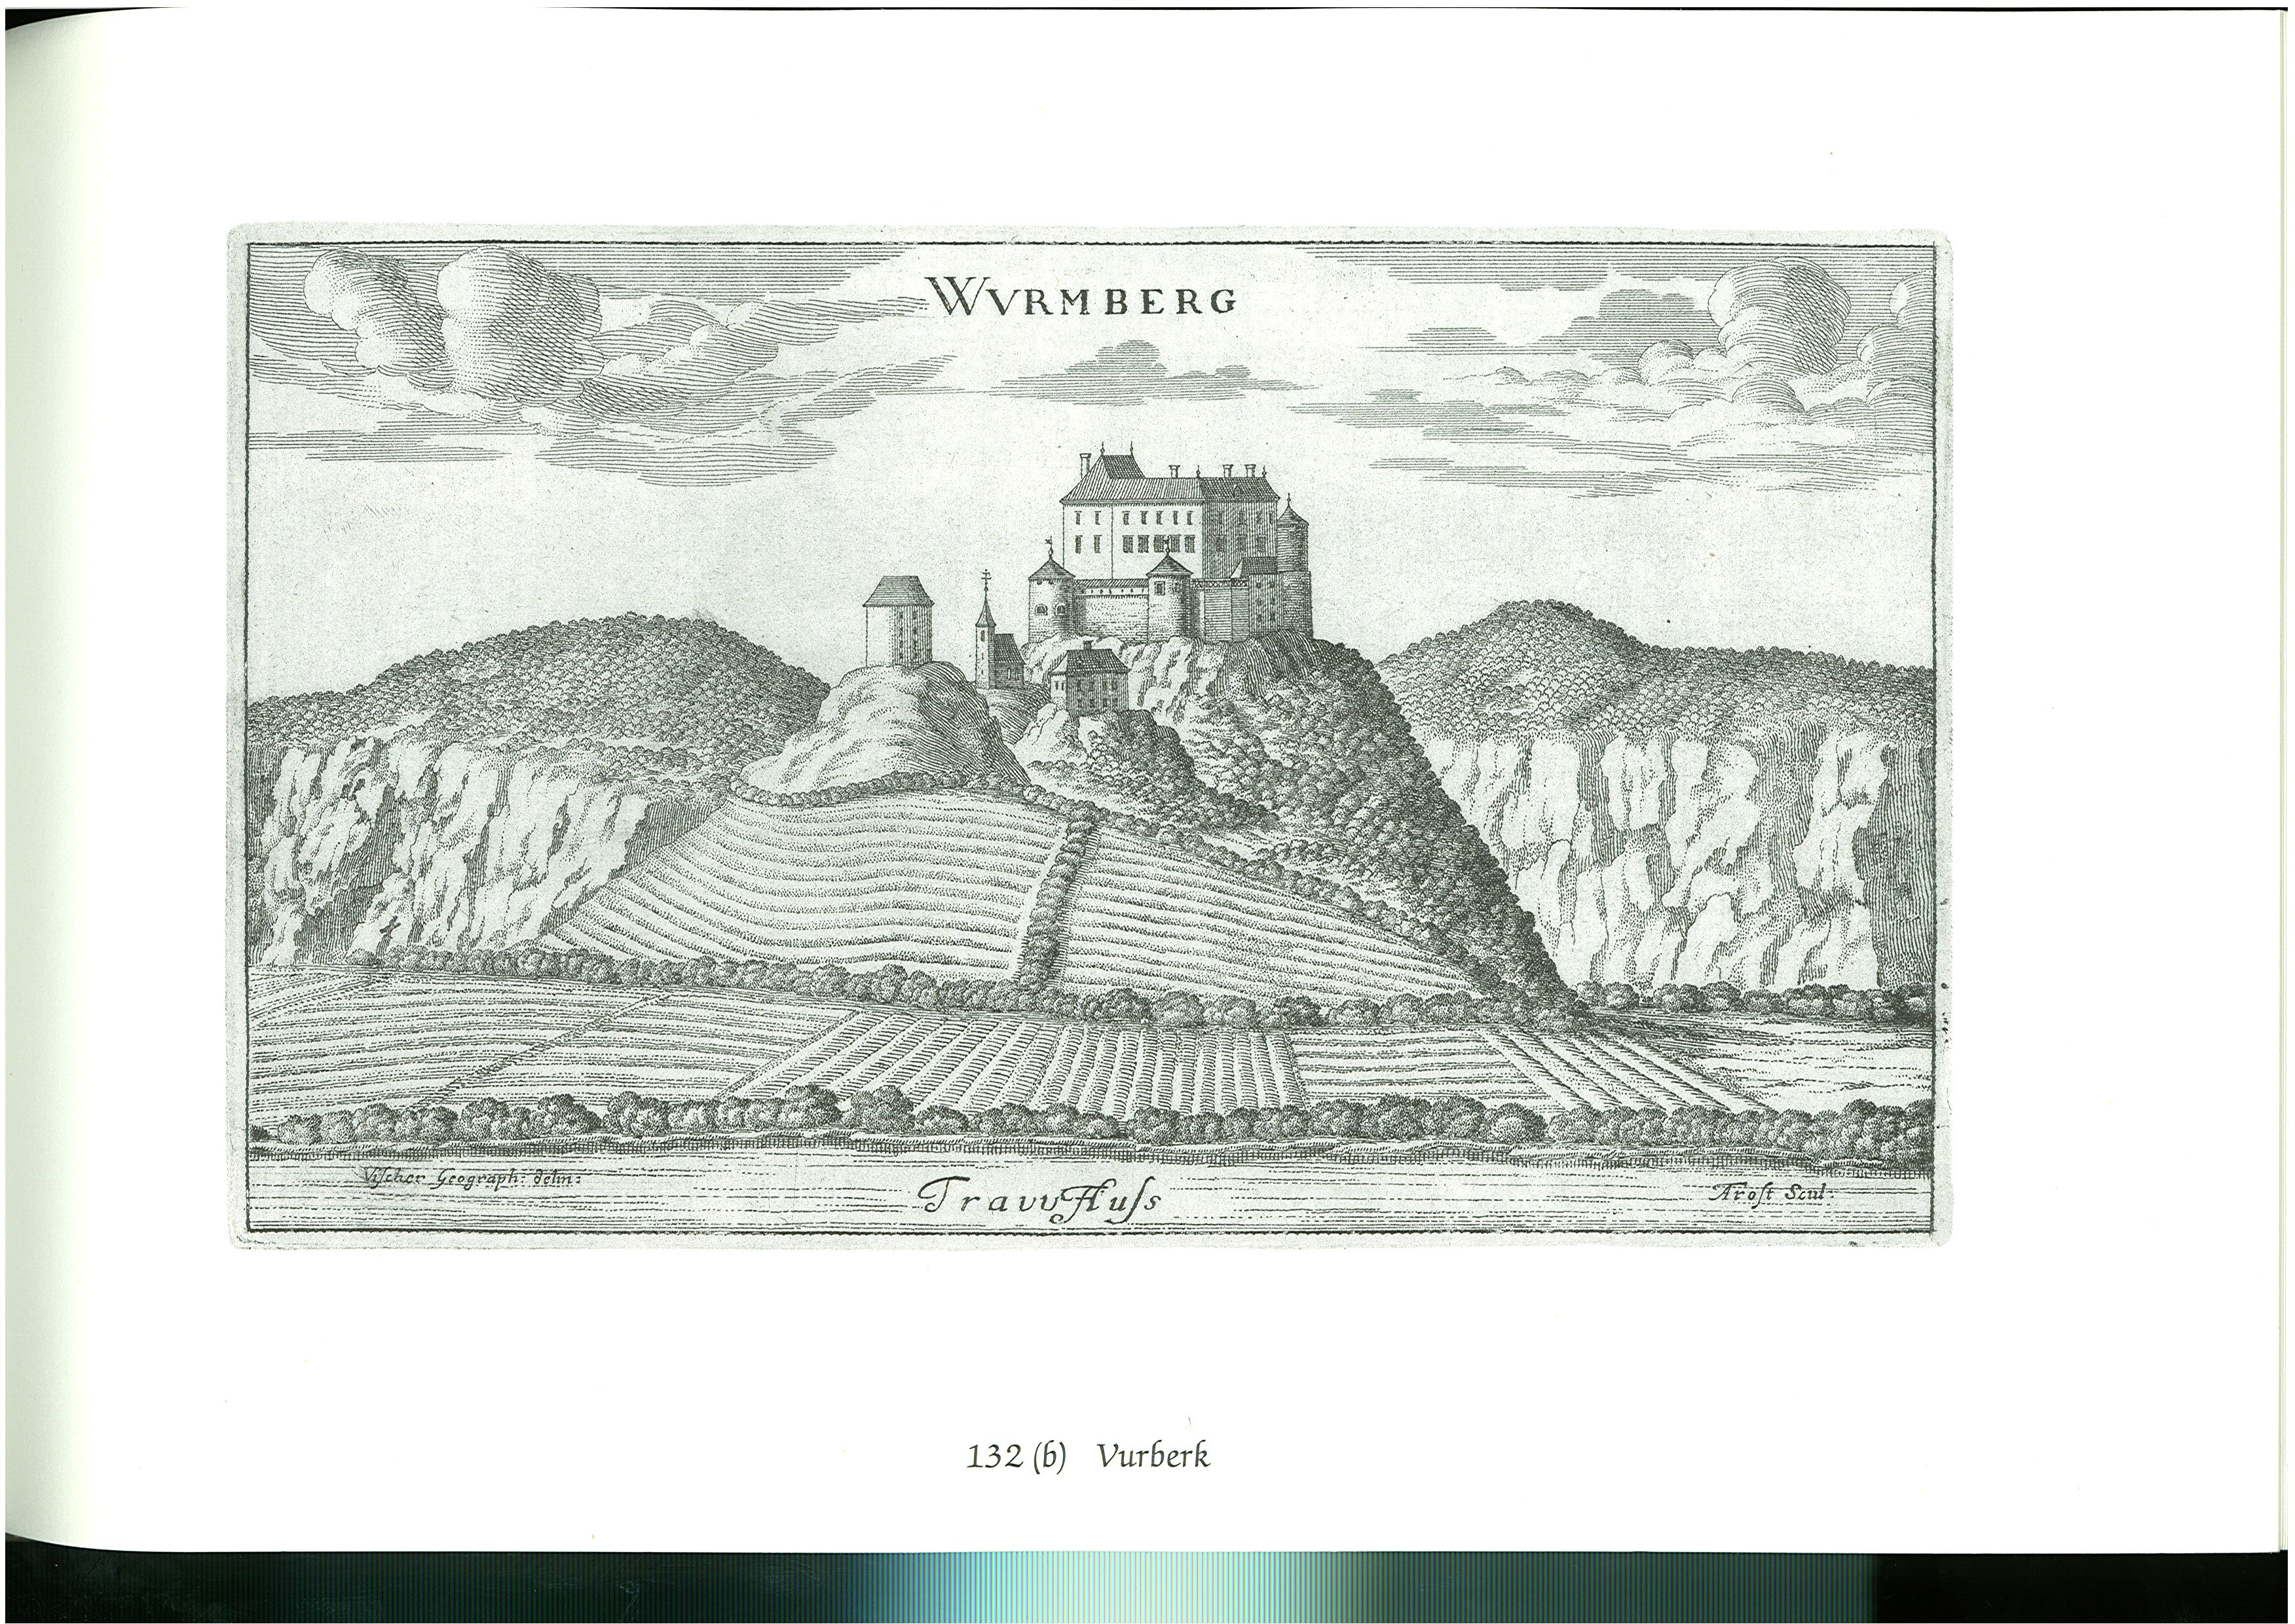 WVRMBERG
Viſcher Geograph: delin:
Travv Fluſs
Troſt Scul:
132 (b) Vurberk